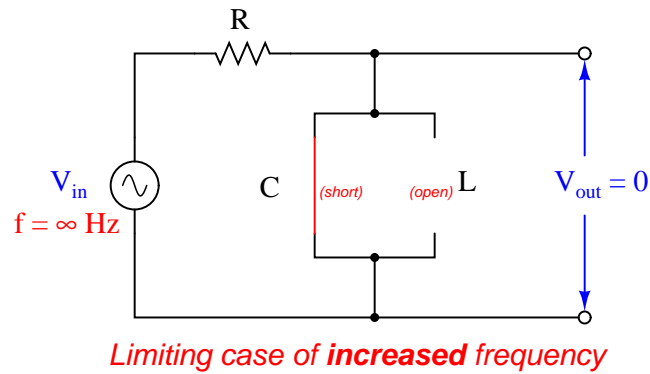 R
V_in
f = ∞ Hz
C
(short)
(open)
L
V_out = 0
Limiting case of increased frequency